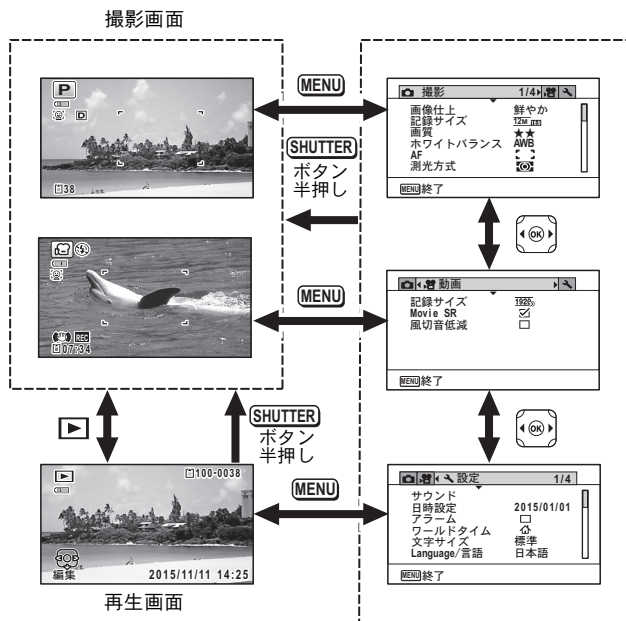 撮影画面
P
D
38
MENU
撮影 1/4
画像仕上 鮮やか
記録サイズ 12M 16:9
画質 ★★
ホワイトバランス AWB
AF
測光方式
MENU終了
SHUTTER
ボタン
半押し
OK
REC
07:34
MENU
動画
記録サイズ
Movie SR
風切音低減
MENU終了
SHUTTER
ボタン
半押し
OK
100-0038
編集
2015/11/11 14:25
再生画面
MENU
設定 1/4
サウンド
日時設定 2015/01/01
アラーム
ワールドタイム
文字サイズ 標準
Language/言語 日本語
MENU終了